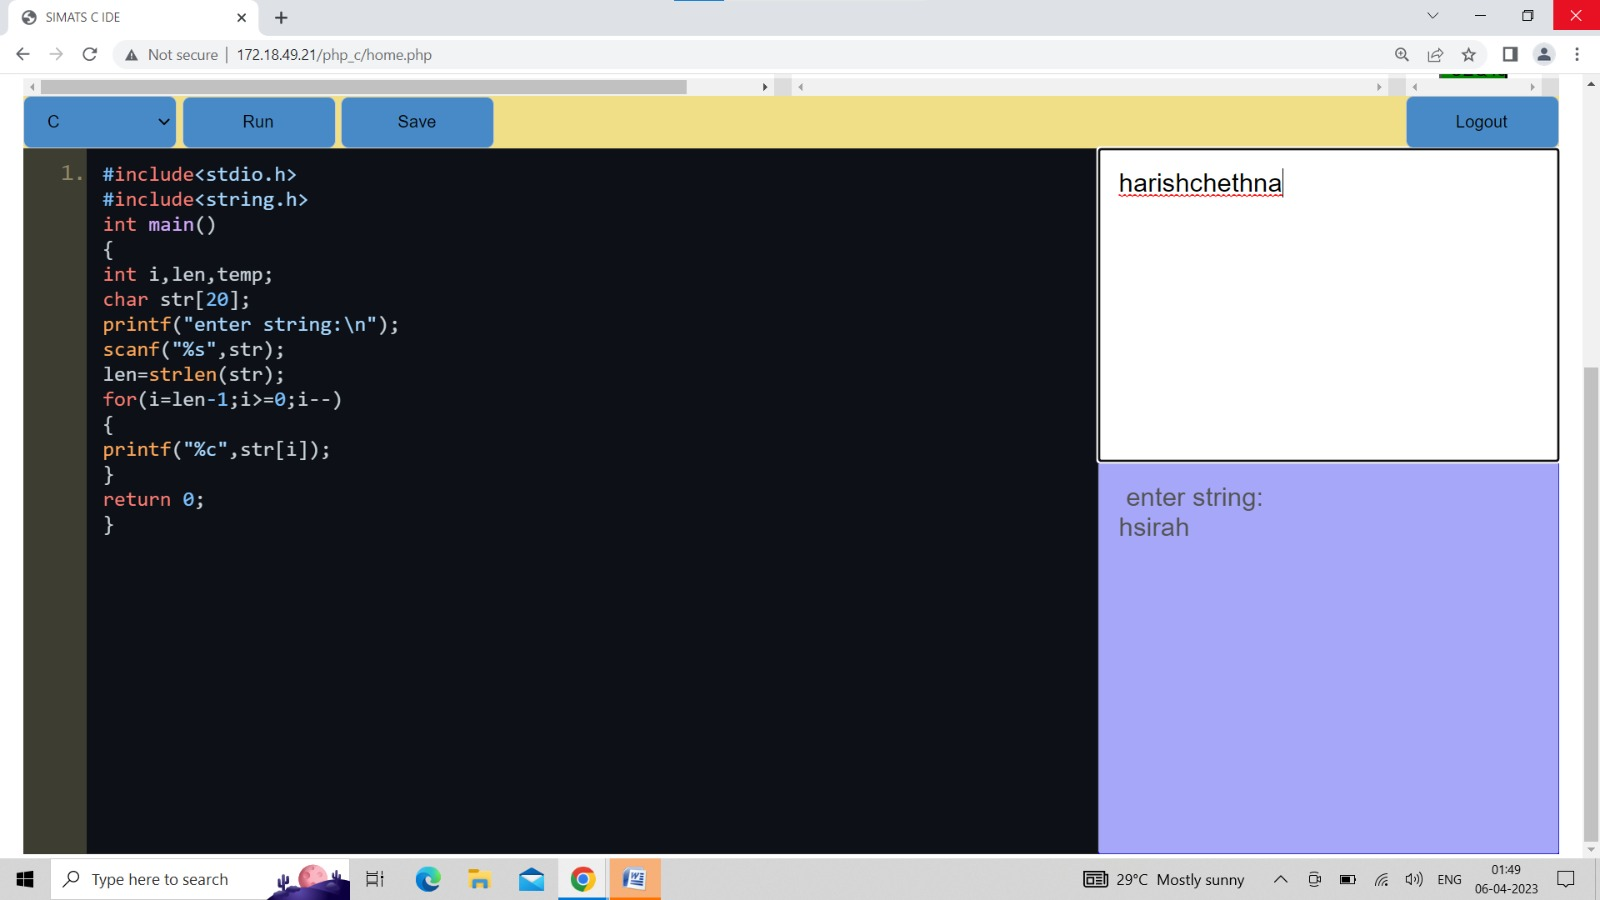 SIMATS C IDE
Not secure
172.18.49.21/php_c/home.php
C
Run
Save
Logout
1.
#include<stdio.h>
#include<string.h>
int main()
{
int i,len,temp;
char str[20];
printf("enter string:\n");
scanf("%s",str);
len=strlen(str);
for(i=len-1;i>=0;i--)
{
printf("%c",str[i]);
}
return 0;
}
harishchethna
enter string:
hsirah
Type here to search
29°C Mostly sunny
ENG
01:49
06-04-2023